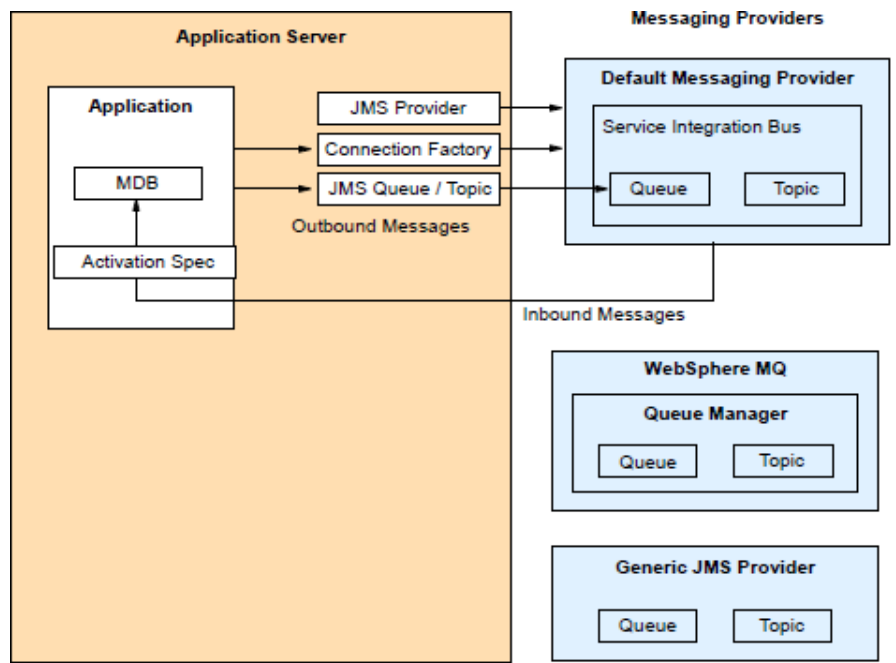 Messaging Providers
Application Server
Application
MDB
Activation Spec
JMS Provider
Connection Factory
JMS Queue / Topic
Outbound Messages
Inbound Messages
Default Messaging Provider
Service Integration Bus
Queue
Topic
WebSphere MQ
Queue Manager
Queue
Topic
Generic JMS Provider
Queue
Topic